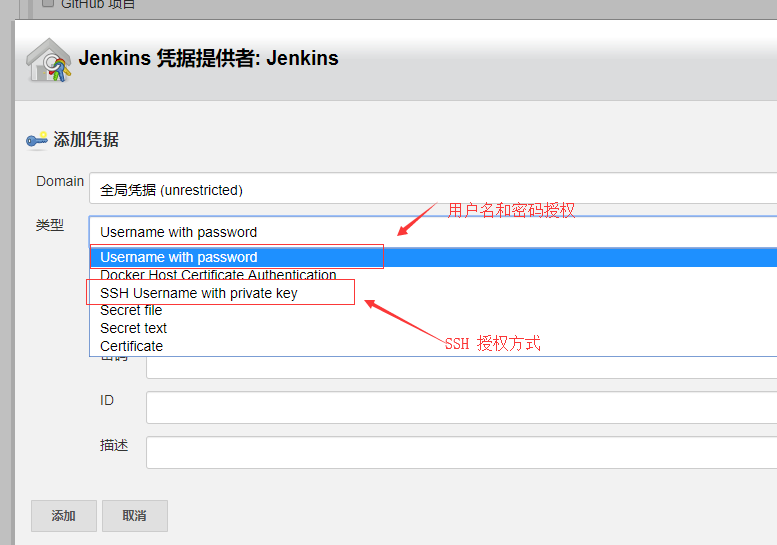 GitHub 项目
Jenkins 凭据提供者: Jenkins
添加凭据
Domain
全局凭据 (unrestricted)
类型
Username with password
用户名和密码授权
Username with password
Docker Host Certificate Authentication
SSH Username with private key
Secret file
Secret text
SSH 授权方式
Certificate
密码
ID
描述
添加
取消